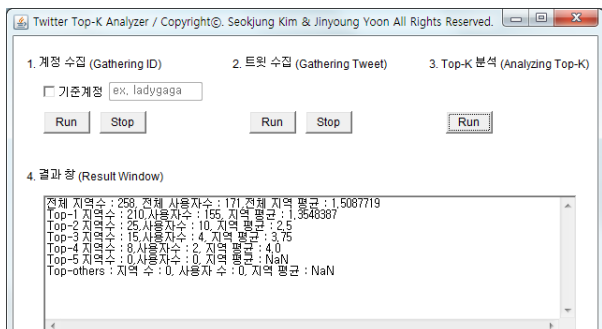 Twitter Top-K Analyzer / Copyright©. Seokjung Kim & Jinyoung Yoon All Rights Reserved.
1. 계정 수집 (Gathering ID) 2. 트윗 수집 (Gathering Tweet) 3. Top-K 분석 (Analyzing Top-K)
기준계정 ex, ladygaga
Run Stop Run Stop Run
4. 결과 창 (Result Window)
전체 지역수 : 258, 전체 사용자수 : 171,전체 지역 평균 : 1,5087719
Top-1 지역수 : 210,사용자수 : 155, 지역 평균 : 1,3548387
Top-2 지역수 : 25,사용자수 : 10, 지역 평균 : 2,5
Top-3 지역수 : 15,사용자수 : 4, 지역 평균 : 3,75
Top-4 지역수 : 8,사용자수 : 2, 지역 평균 : 4,0
Top-5 지역수 : 0,사용자수 : 0, 지역 평균 : NaN
Top-others : 지역 수 : 0, 사용자 수 : 0, 지역 평균 : NaN